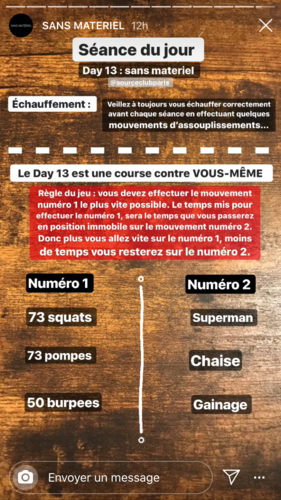 SANS MATERIEL 12h
Séance du jour
Day 13 : sans materiel
@sourceclubparis
Échauffement :
Veillez à toujours vous échauffer correctement
avant chaque séance en effectuant quelques
mouvements d'assouplissements...
Le Day 13 est une course contre VOUS-MÊME
Règle du jeu : vous devez effectuer le mouvement
numéro 1 le plus vite possible. Le temps mis pour
effectuer le numéro 1, sera le temps que vous passerez
en position immobile sur le mouvement numéro 2.
Donc plus vous allez vite sur le numéro 1, moins
de temps vous resterez sur le numéro 2.
Numéro 1
Numéro 2
73 squats
Superman
73 pompes
Chaise
50 burpees
Gainage
Envoyer un message